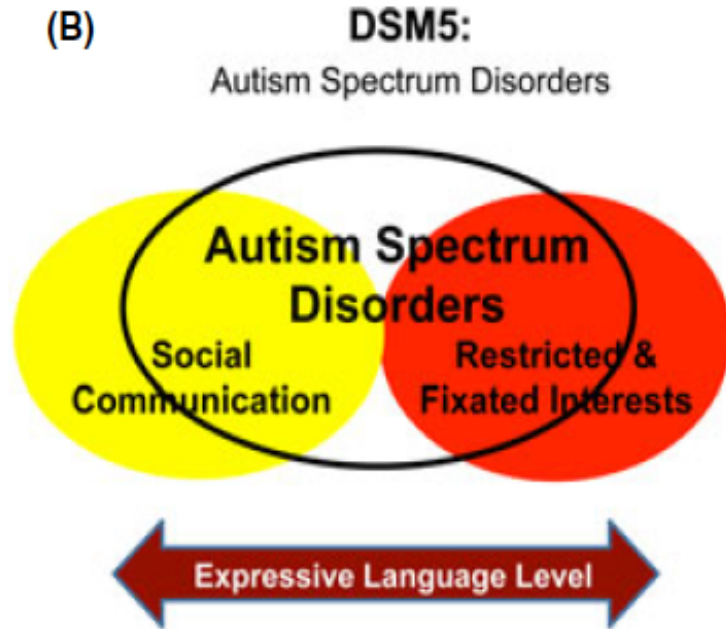 (B)
DSM5:
Autism Spectrum Disorders
Autism Spectrum
Disorders
Social
Communication
Restricted &
Fixated Interests
Expressive Language Level